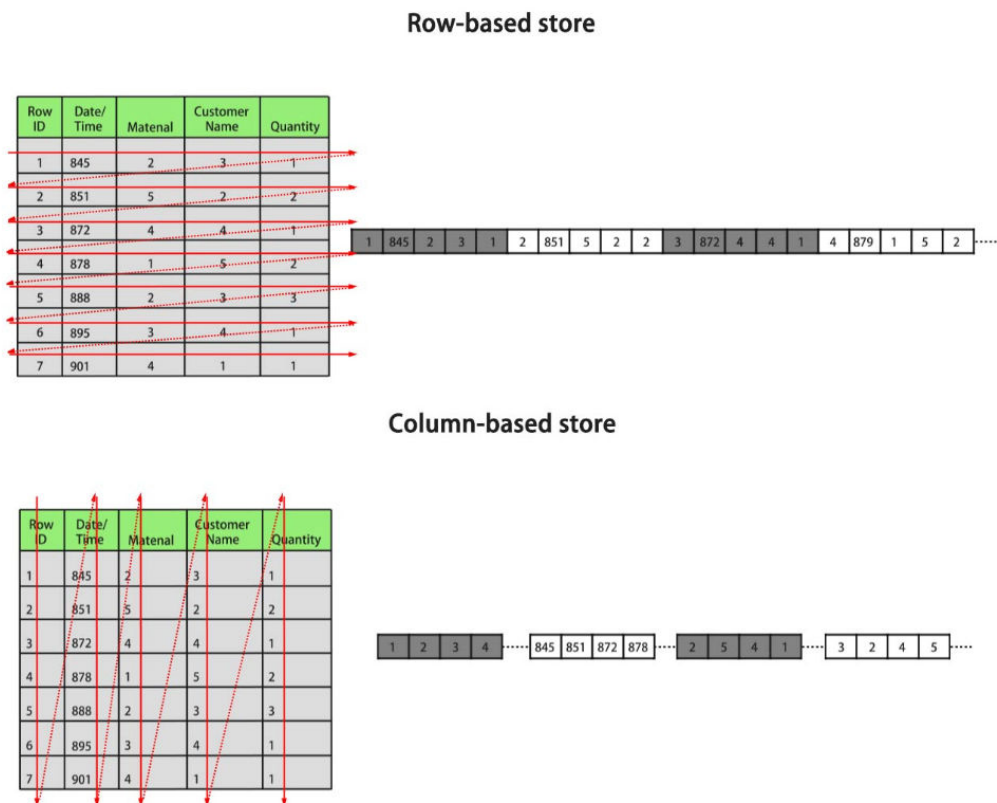 Row-based store
Row ID Date/Time Matenal Customer Name Quantity
1 845 2 3 1
2 851 5 2 2
3 872 4 4 1
4 878 1 5 2
5 888 2 3 3
6 895 3 4 1
7 901 4 1 1
1 845 2 3 1 2 851 5 2 2 3 872 4 4 1 4 879 1 5 2
Column-based store
Row ID Date/Time Matenal Customer Name Quantity
1 845 2 3 1
2 851 5 2 2
3 872 4 4 1
4 878 1 5 2
5 888 2 3 3
6 895 3 4 1
7 901 4 1 1
1 2 3 4 845 851 872 878 2 5 4 1 3 2 4 5